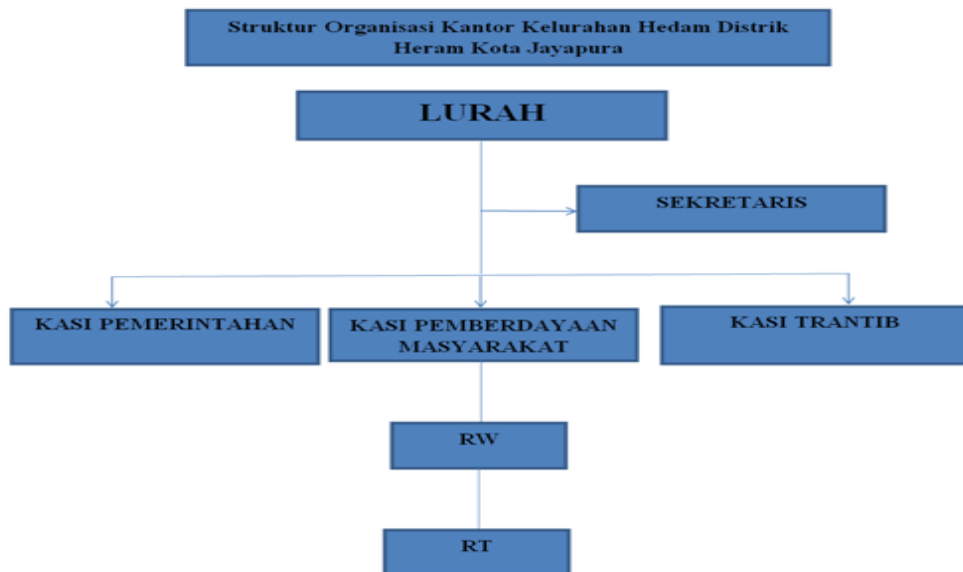 Struktur Organisasi Kantor Kelurahan Hedam Distrik
Heram Kota Jayapura
LURAH
SEKRETARIS
KASI PEMERINTAHAN
KASI PEMBERDAYAAN
MASYARAKAT
KASI TRANTIB
RW
RT